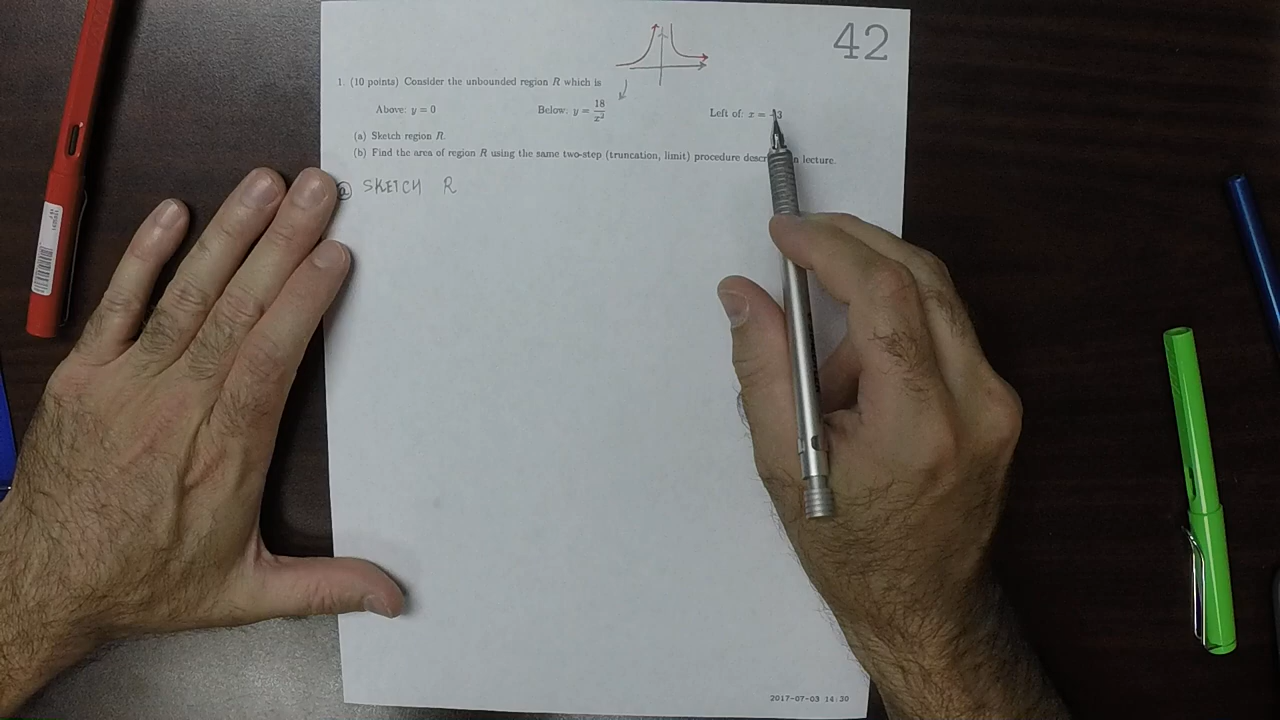 42
1. (10 points) Consider the unbounded region R which is
Above: y = 0 Below: y = 18/x² Left of: x = -3
(a) Sketch region R.
(b) Find the area of region R using the same two-step (truncation, limit) procedure lecture.
(a) SKETCH R
2017-07-03 14:30